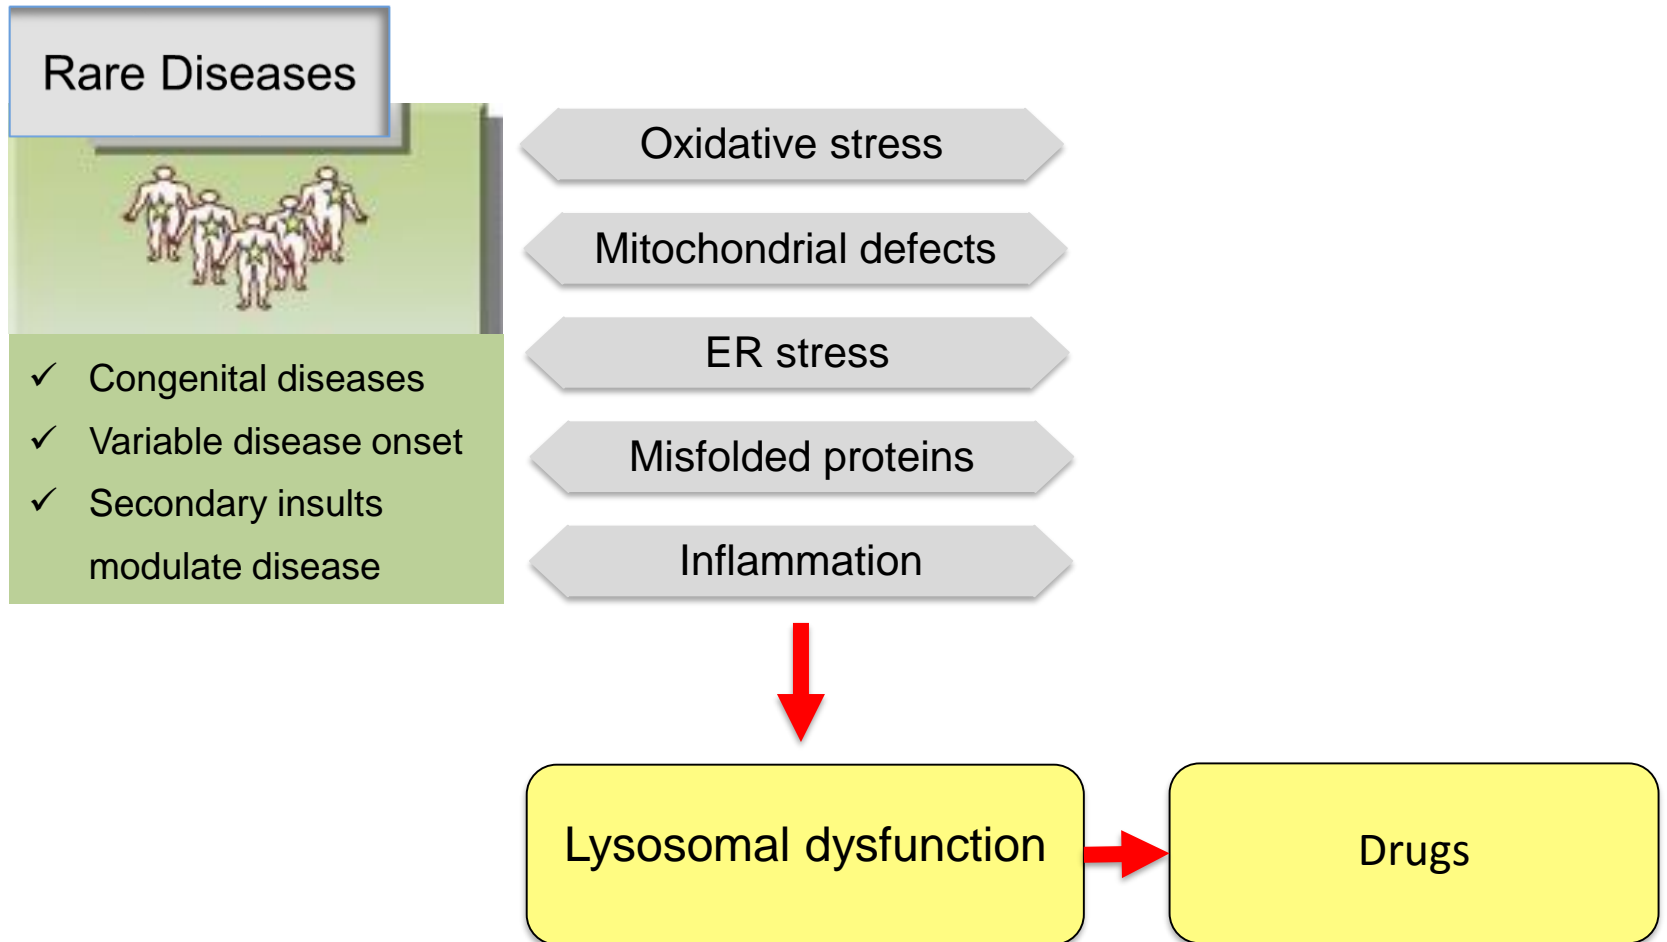 Rare Diseases
✓ Congenital diseases
✓ Variable disease onset
✓ Secondary insults
modulate disease
Oxidative stress
Mitochondrial defects
ER stress
Misfolded proteins
Inflammation
Lysosomal dysfunction
Drugs